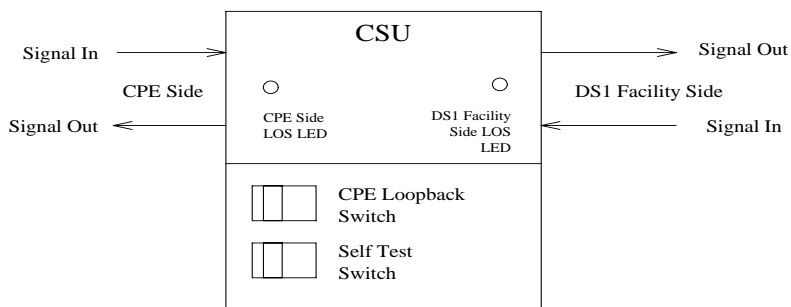 CSU
Signal In
Signal Out
CPE Side
DS1 Facility Side
CPE Side
LOS LED
DS1 Facility
Side LOS
LED
Signal Out
Signal In
CPE Loopback
Switch
Self Test
Switch